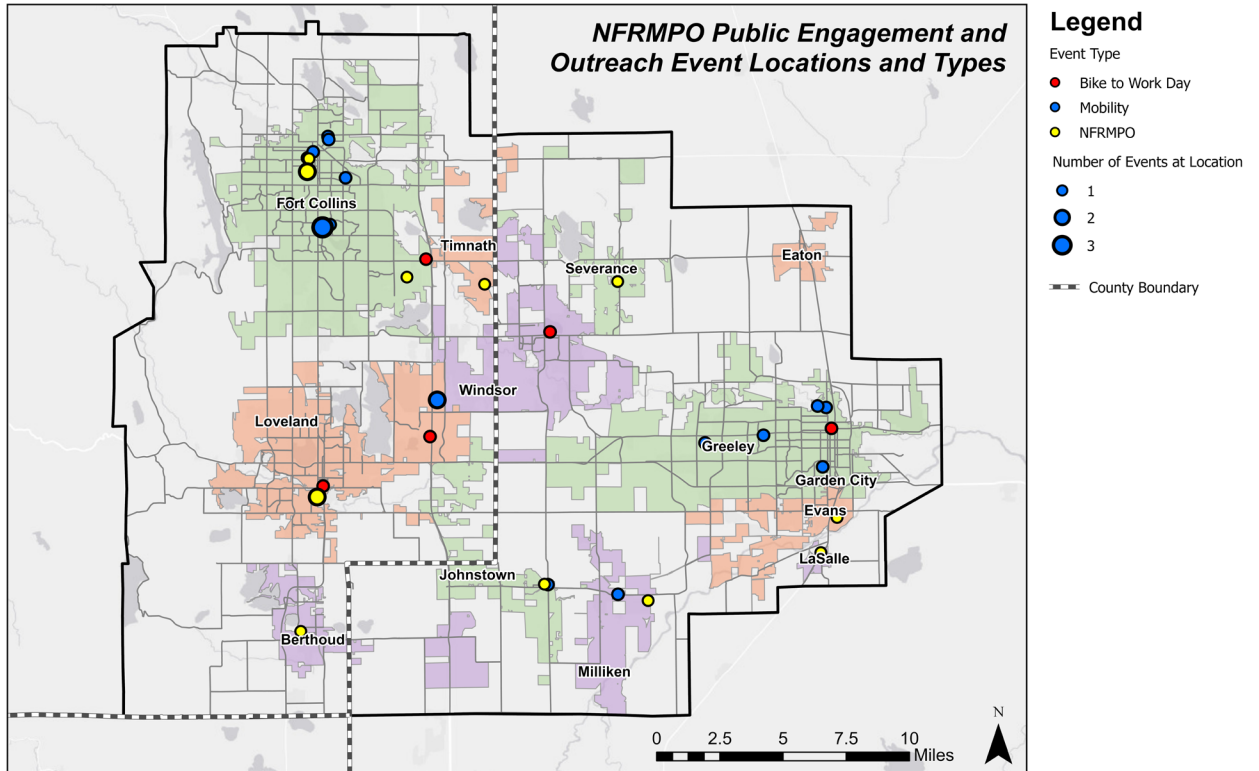 NFRMPO Public Engagement and
Outreach Event Locations and Types
Fort Collins
Timnath
Severance
Eaton
Windsor
Loveland
Greeley
Garden City
Evans
LaSalle
Johnstown
Berthoud
Milliken
0 2.5 5 7.5 10
Miles
N
Legend
Event Type
Bike to Work Day
Mobility
NFRMPO
Number of Events at Location
1
2
3
County Boundary